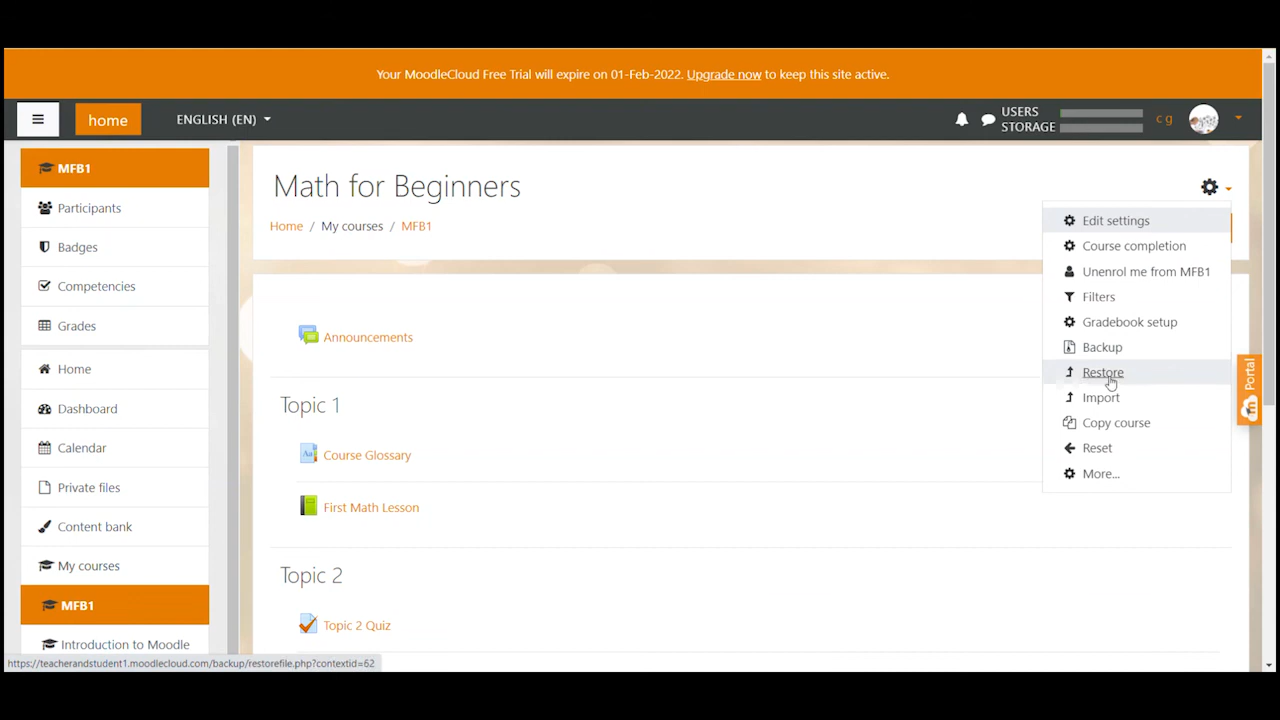 Your MoodleCloud Free Trial will expire on 01-Feb-2022. Upgrade now to keep this site active.
home
ENGLISH (EN)
USERS
STORAGE
c g
MFB1
Participants
Badges
Competencies
Grades
Home
Dashboard
Calendar
Private files
Content bank
My courses
MFB1
Introduction to Moodle
Math for Beginners
Home / My courses / MFB1
Announcements
Topic 1
Aa
Course Glossary
First Math Lesson
Topic 2
Topic 2 Quiz
Edit settings
Course completion
Unenrol me from MFB1
Filters
Gradebook setup
Backup
Restore
Import
Copy course
Reset
More...
Portal
m
https://teacherandstudent1.moodlecloud.com/backup/restorefile.php?contextid=62